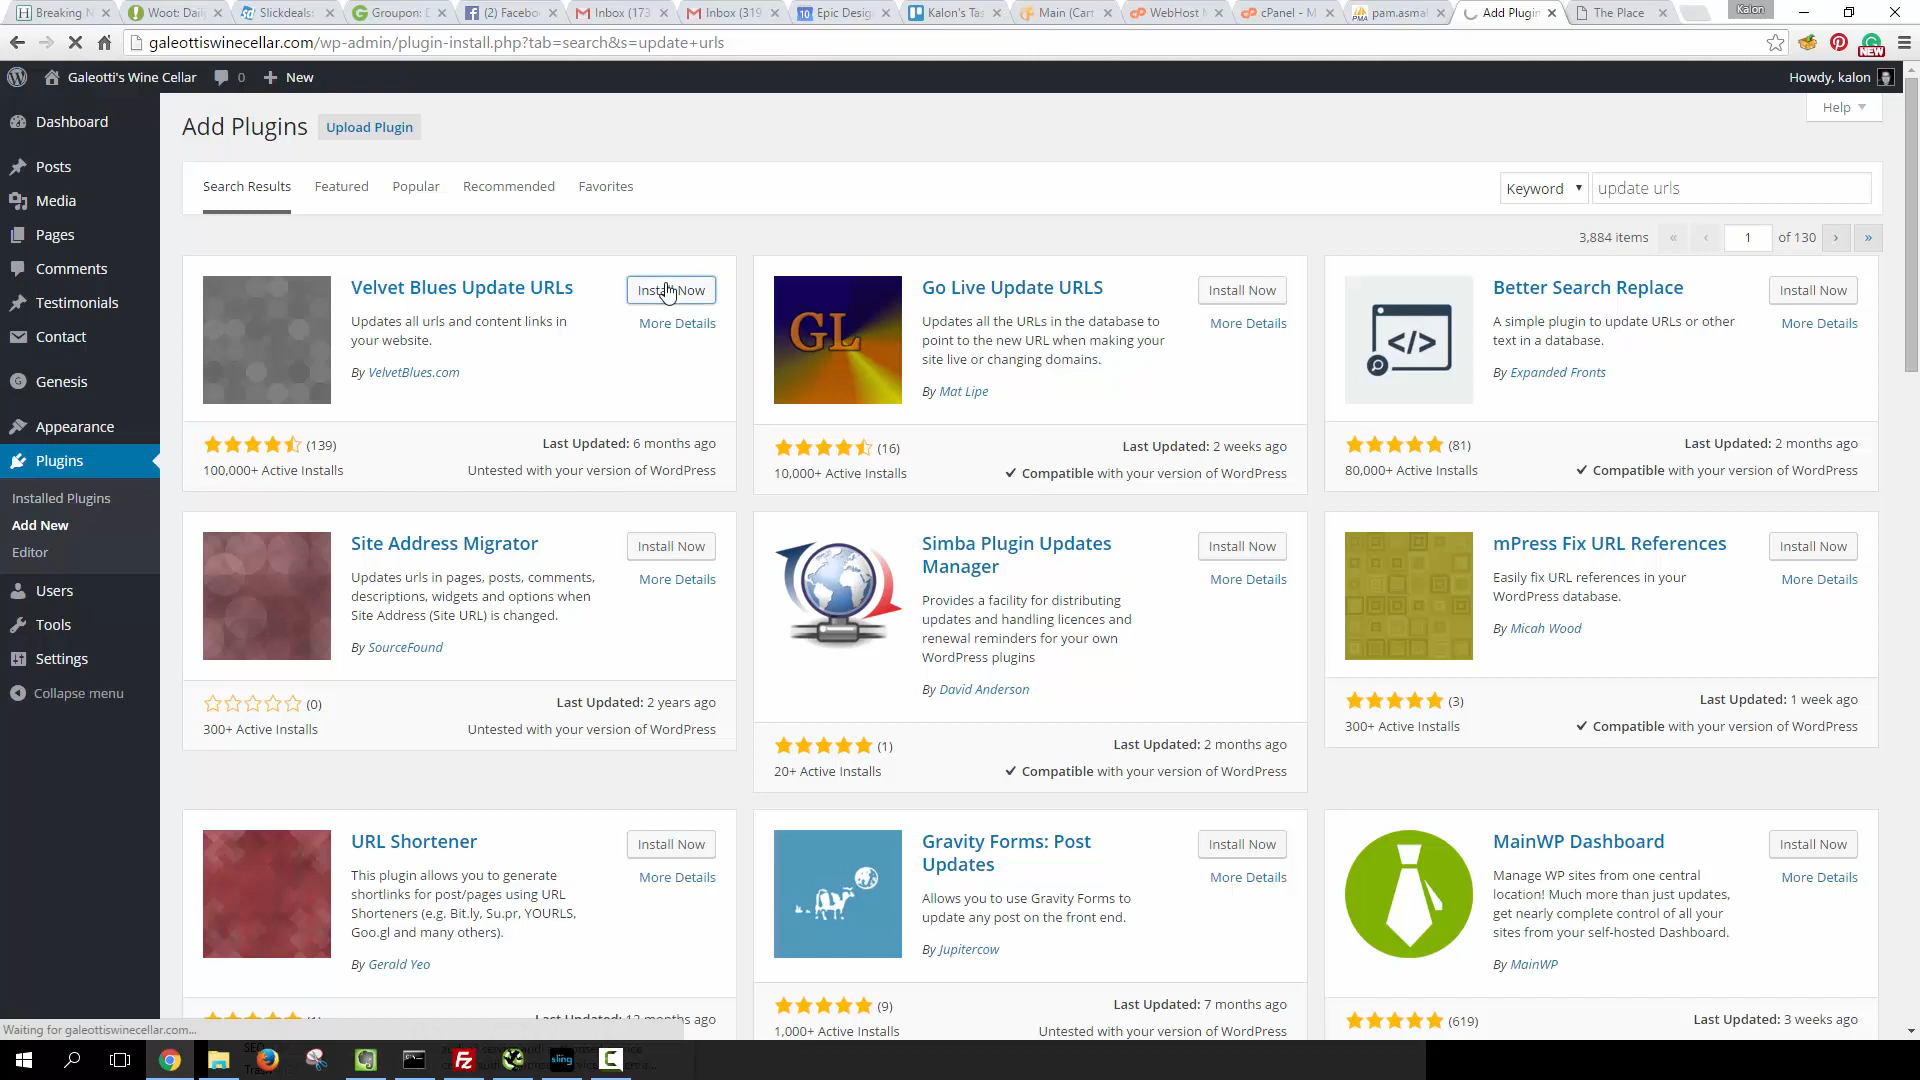 Breaking N
Woot: Daily
Slickdeals:
Groupon: D
(2) Facebo
Inbox (173
Inbox (319
Epic Desig
Kalon's Tas
Main (Cart
WebHost M
cPanel - M
pam.asmal
Add Plugin
The Place
Kalon
galeottiswinecellar.com/wp-admin/plugin-install.php?tab=search&s=update+urls
NEW
Galeotti's Wine Cellar
0
New
Howdy, kalon
Dashboard
Posts
Media
Pages
Comments
Testimonials
Contact
Genesis
Appearance
Plugins
Installed Plugins
Add New
Editor
Users
Tools
Settings
Collapse menu
Add Plugins
Upload Plugin
Help
Search Results
Featured
Popular
Recommended
Favorites
Keyword
update urls
3,884 items
«
‹
1
of 130
›
»
Velvet Blues Update URLs
Install Now
More Details
Updates all urls and content links in
your website.
By VelvetBlues.com
(139)
100,000+ Active Installs
Last Updated: 6 months ago
Untested with your version of WordPress
GL
Go Live Update URLS
Install Now
More Details
Updates all the URLs in the database to
point to the new URL when making your
site live or changing domains.
By Mat Lipe
(16)
10,000+ Active Installs
Last Updated: 2 weeks ago
Compatible with your version of WordPress
</>
Better Search Replace
Install Now
More Details
A simple plugin to update URLs or other
text in a database.
By Expanded Fronts
(81)
80,000+ Active Installs
Last Updated: 2 months ago
Compatible with your version of WordPress
Site Address Migrator
Install Now
More Details
Updates urls in pages, posts, comments,
descriptions, widgets and options when
Site Address (Site URL) is changed.
By SourceFound
(0)
300+ Active Installs
Last Updated: 2 years ago
Untested with your version of WordPress
Simba Plugin Updates
Manager
Install Now
More Details
Provides a facility for distributing
updates and handling licences and
renewal reminders for your own
WordPress plugins
By David Anderson
(1)
20+ Active Installs
Last Updated: 2 months ago
Compatible with your version of WordPress
mPress Fix URL References
Install Now
More Details
Easily fix URL references in your
WordPress database.
By Micah Wood
(3)
300+ Active Installs
Last Updated: 1 week ago
Compatible with your version of WordPress
URL Shortener
Install Now
More Details
This plugin allows you to generate
shortlinks for post/pages using URL
Shorteners (e.g. Bit.ly, Su.pr, YOURLS,
Goo.gl and many others).
By Gerald Yeo
Last Updated: 13 months ago
Gravity Forms: Post
Updates
Install Now
More Details
Allows you to use Gravity Forms to
update any post on the front end.
By Jupitercow
(9)
1,000+ Active Installs
Last Updated: 7 months ago
Untested with your version of WordPress
MainWP Dashboard
Install Now
More Details
Manage WP sites from one central
location! Much more than just updates,
get nearly complete control of all your
sites from your self-hosted Dashboard.
By MainWP
(619)
Last Updated: 3 weeks ago
Waiting for galeottiswinecellar.com...
sling